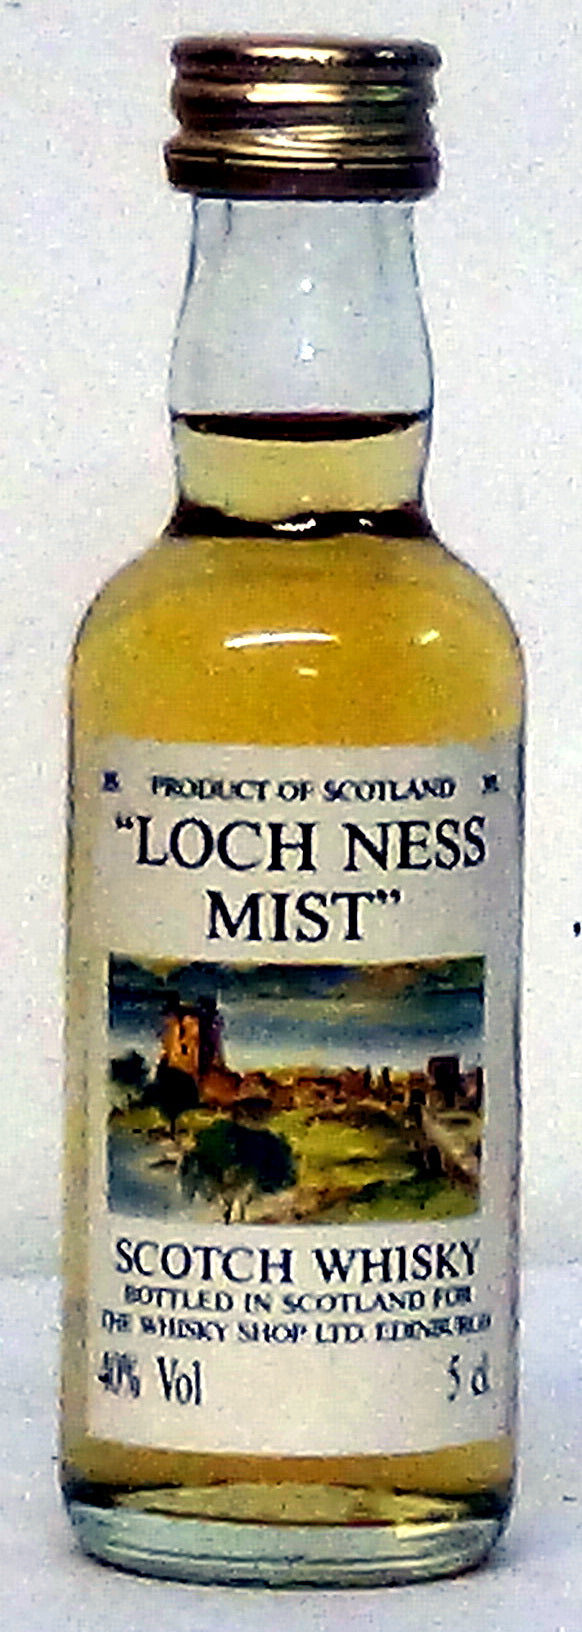 PRODUCT OF SCOTLAND
"LOCH NESS
MIST"
SCOTCH WHISKY
BOTTLED IN SCOTLAND FOR
THE WHISKY SHOP LTD. EDINBURGH
40% Vol 5 cl